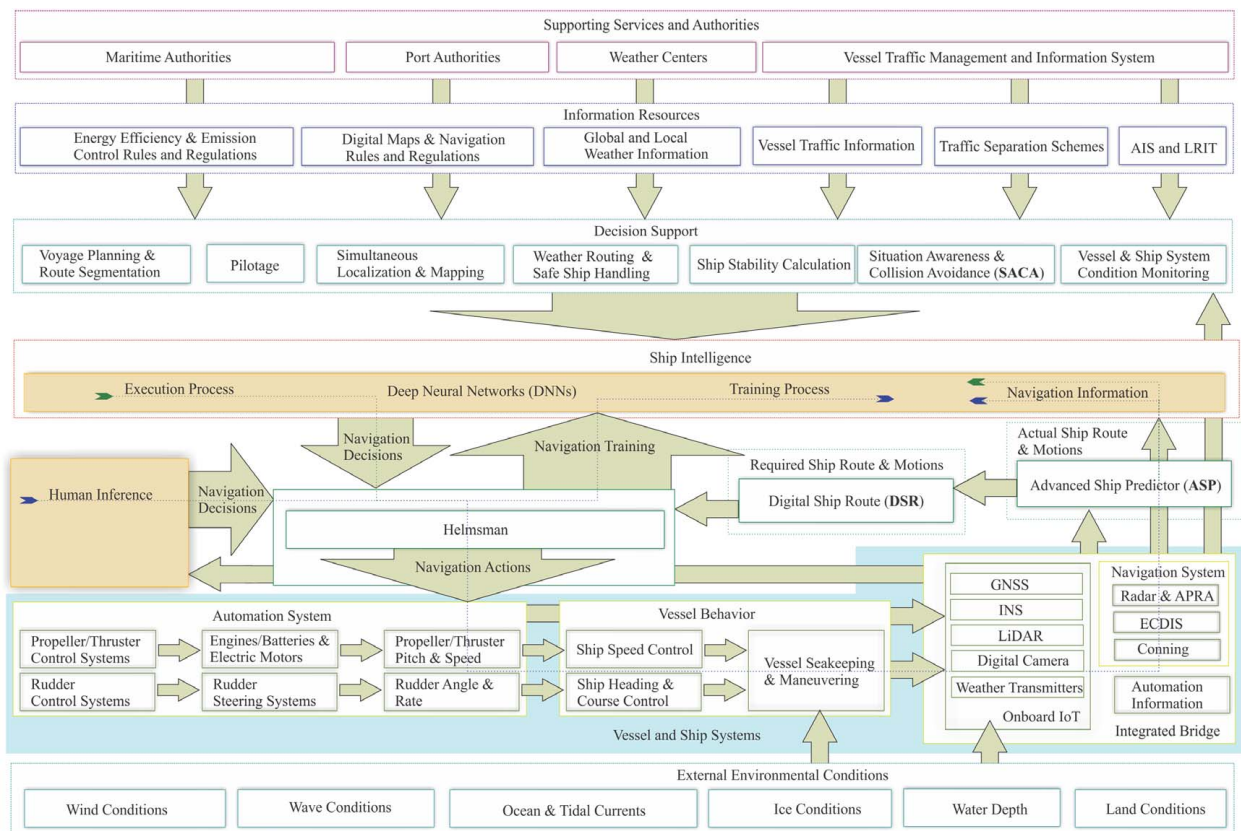 Supporting Services and Authorities
Maritime Authorities
Port Authorities
Weather Centers
Vessel Traffic Management and Information System
Information Resources
Energy Efficiency & Emission
Control Rules and Regulations
Digital Maps & Navigation
Rules and Regulations
Global and Local
Weather Information
Vessel Traffic Information
Traffic Separation Schemes
AIS and LRIT
Decision Support
Voyage Planning &
Route Segmentation
Pilotage
Simultaneous
Localization & Mapping
Weather Routing &
Safe Ship Handling
Ship Stability Calculation
Situation Awareness &
Collision Avoidance (SACA)
Vessel & Ship System
Condition Monitoring
Ship Intelligence
Execution Process
Deep Neural Networks (DNNs)
Training Process
Navigation Information
Navigation
Decisions
Navigation Training
Actual Ship Route
& Motions
Required Ship Route & Motions
Human Inference
Navigation
Decisions
Digital Ship Route (DSR)
Advanced Ship Predictor (ASP)
Helmsman
Navigation Actions
Automation System
Propeller/Thruster
Control Systems
Engines/Batteries &
Electric Motors
Propeller/Thruster
Pitch & Speed
Rudder
Control Systems
Rudder
Steering Systems
Rudder Angle &
Rate
Vessel Behavior
Ship Speed Control
Ship Heading &
Course Control
Vessel Seakeeping
& Maneuvering
Vessel and Ship Systems
GNSS
INS
LiDAR
Digital Camera
Weather Transmitters
Onboard IoT
Navigation System
Radar & APRA
ECDIS
Conning
Automation
Information
Integrated Bridge
External Environmental Conditions
Wind Conditions
Wave Conditions
Ocean & Tidal Currents
Ice Conditions
Water Depth
Land Conditions